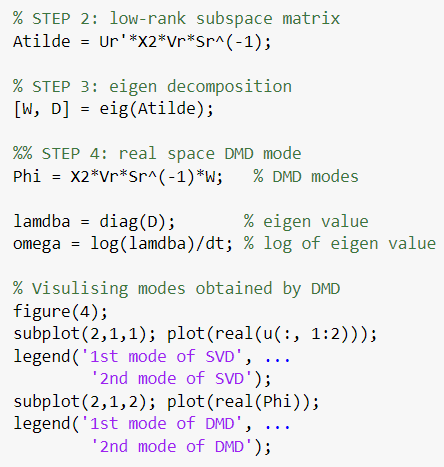 % STEP 2: low-rank subspace matrix
Atilde = Ur'*X2*Vr*Sr^(-1);
% STEP 3: eigen decomposition
[W, D] = eig(Atilde);
%% STEP 4: real space DMD mode
Phi = X2*Vr*Sr^(-1)*W;   % DMD modes
lamdba = diag(D);       % eigen value
omega = log(lamdba)/dt; % log of eigen value
% Visulising modes obtained by DMD
figure(4);
subplot(2,1,1); plot(real(u(:, 1:2)));
legend('1st mode of SVD', ...
       '2nd mode of SVD');
subplot(2,1,2); plot(real(Phi));
legend('1st mode of DMD', ...
       '2nd mode of DMD');